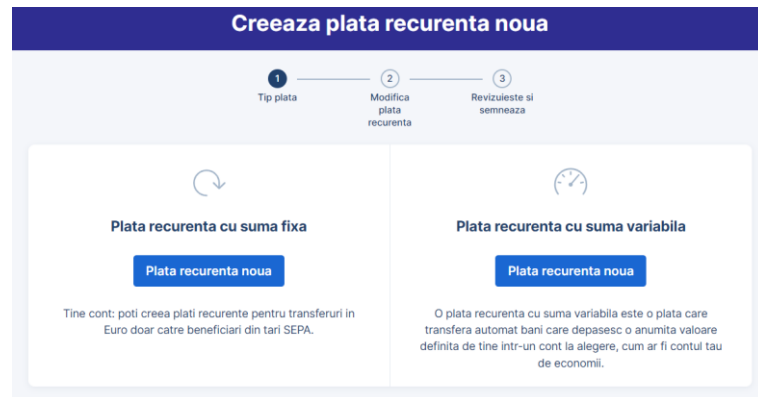 Creeaza plata recurenta noua
1
2
3
Tip plata
Modifica
plata
recurenta
Revizuieste si
semneaza
Plata recurenta cu suma fixa
Plata recurenta noua
Tine cont: poti creea plati recurente pentru transferuri in
Euro doar catre beneficiari din tari SEPA.
Plata recurenta cu suma variabila
Plata recurenta noua
O plata recurenta cu suma variabila este o plata care
transfera automat bani care depasesc o anumita valoare
definita de tine intr-un cont la alegere, cum ar fi contul tau
de economii.